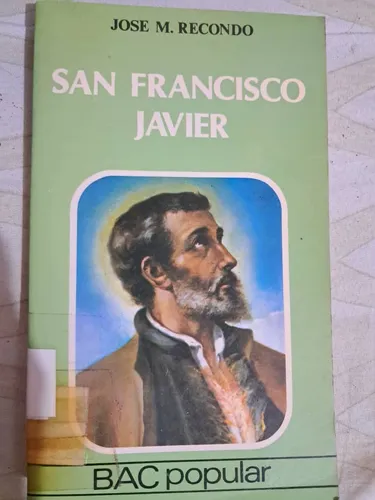 JOSE M. RECONDO
SAN FRANCISCO
JAVIER
BAC popular